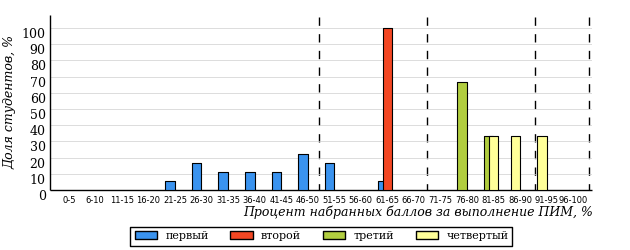 Доля студентов, %
100
90
80
70
60
50
40
30
20
10
0
0-5 6-10 11-15 16-20 21-25 26-30 31-35 36-40 41-45 46-50 51-55 56-60 61-65 66-70 71-75 76-80 81-85 86-90 91-95 96-100
Процент набранных баллов за выполнение ПИМ, %
первый второй третий четвертый